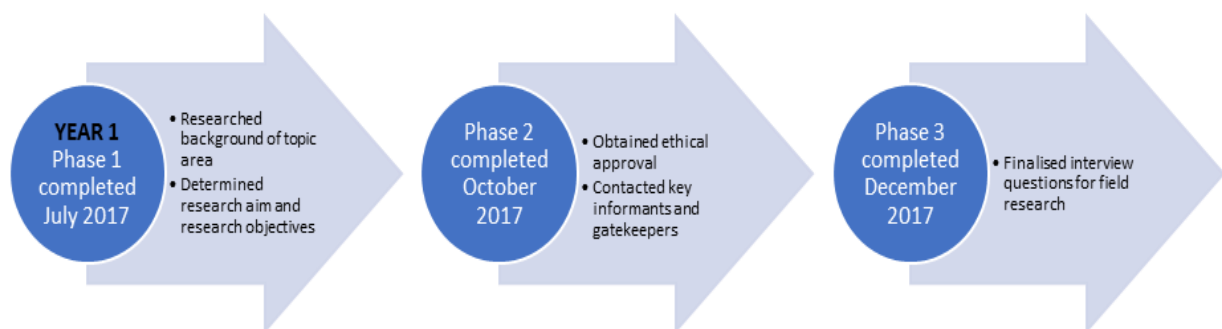 YEAR 1
Phase 1
completed
July 2017
• Researched
background of topic
area
• Determined
research aim and
research objectives
Phase 2
completed
October
2017
• Obtained ethical
approval
• Contacted key
informants and
gatekeepers
Phase 3
completed
December
2017
• Finalised interview
questions for field
research